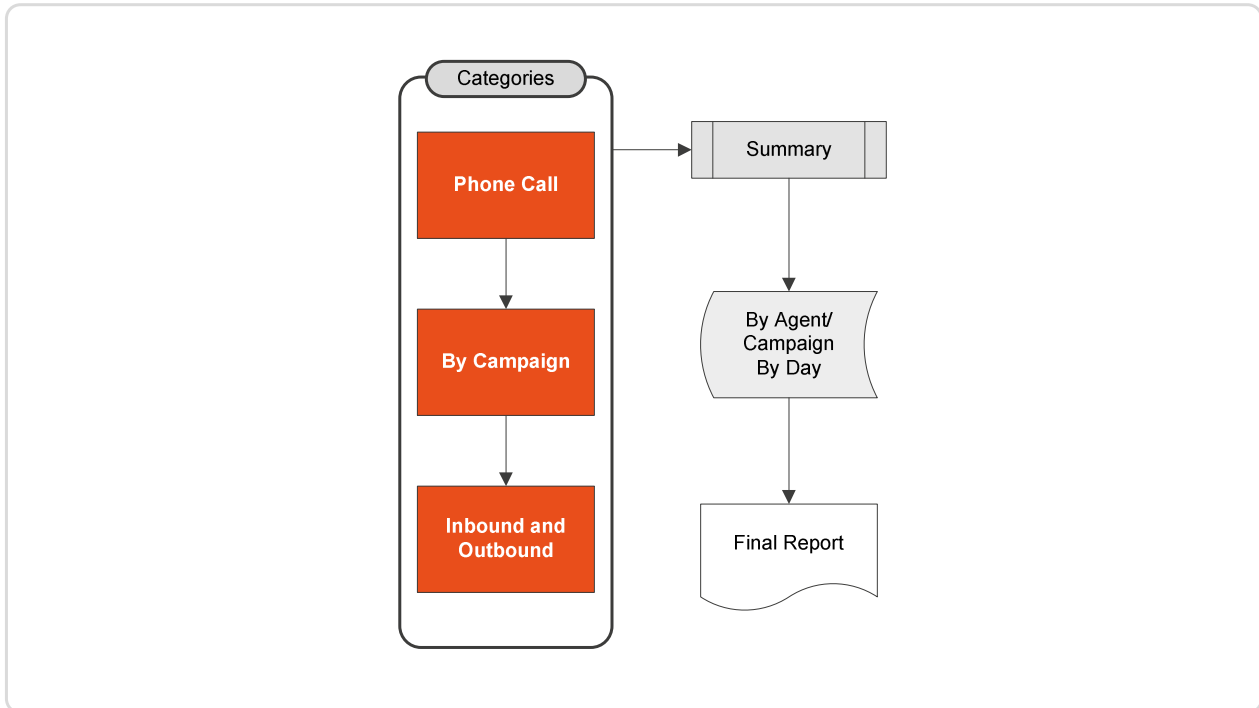 Categories
Phone Call
By Campaign
Inbound and
Outbound
Summary
By Agent/
Campaign
By Day
Final Report